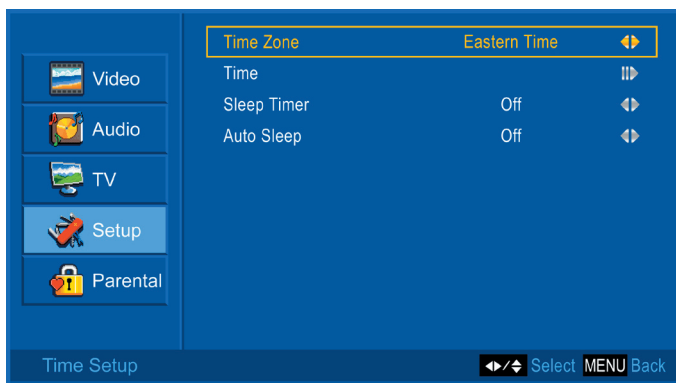 Video
Audio
TV
Setup
Parental
Time Zone Eastern Time
Time
Sleep Timer Off
Auto Sleep Off
Time Setup
Select MENU Back